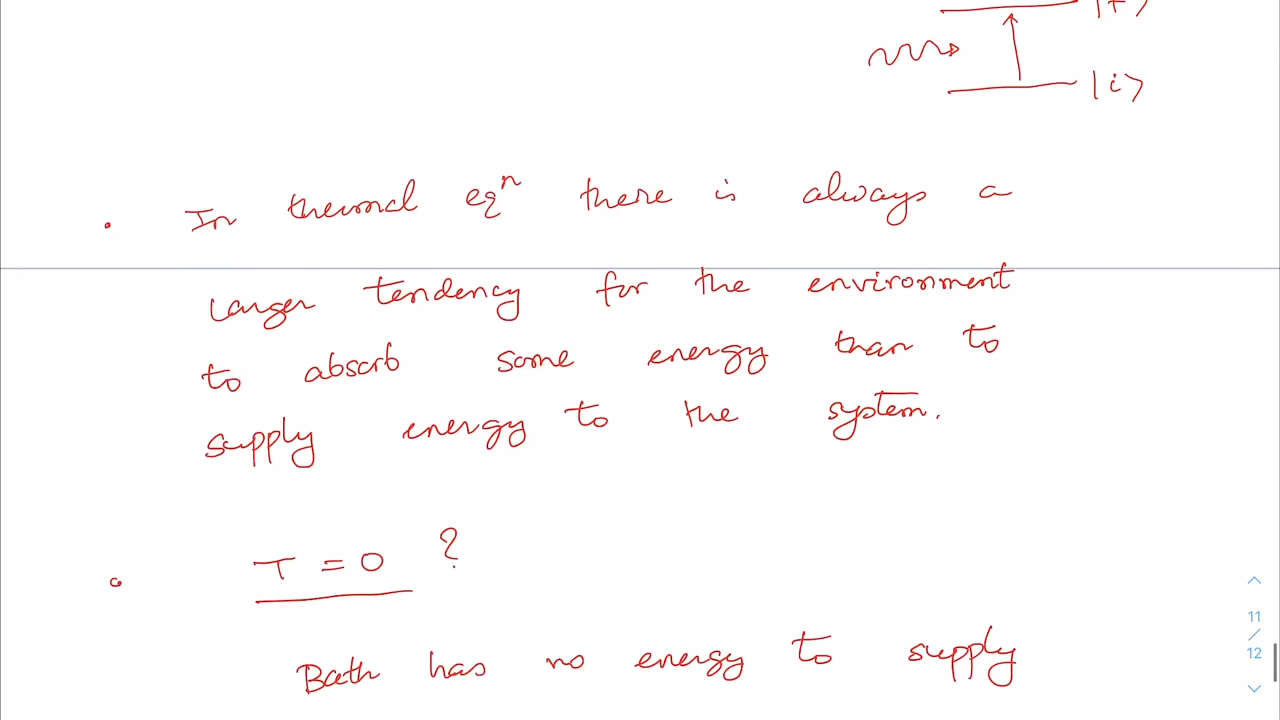 |f⟩
|i⟩
. In thermal eqⁿ there is always a
larger tendency for the environment
to absorb some energy than to
supply energy to the system.
T = 0 ?
Bath has no energy to supply
11
/
12